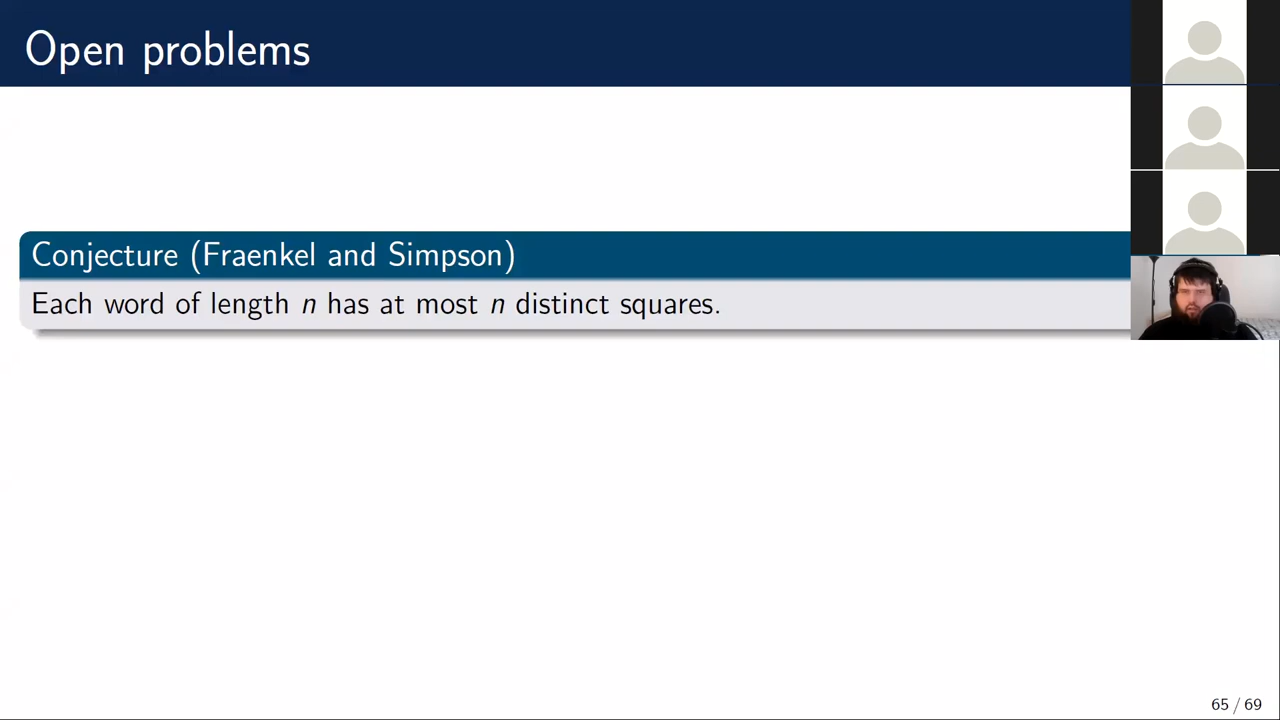 Open problems
Conjecture (Fraenkel and Simpson)
Each word of length n has at most n distinct squares.
65 / 69